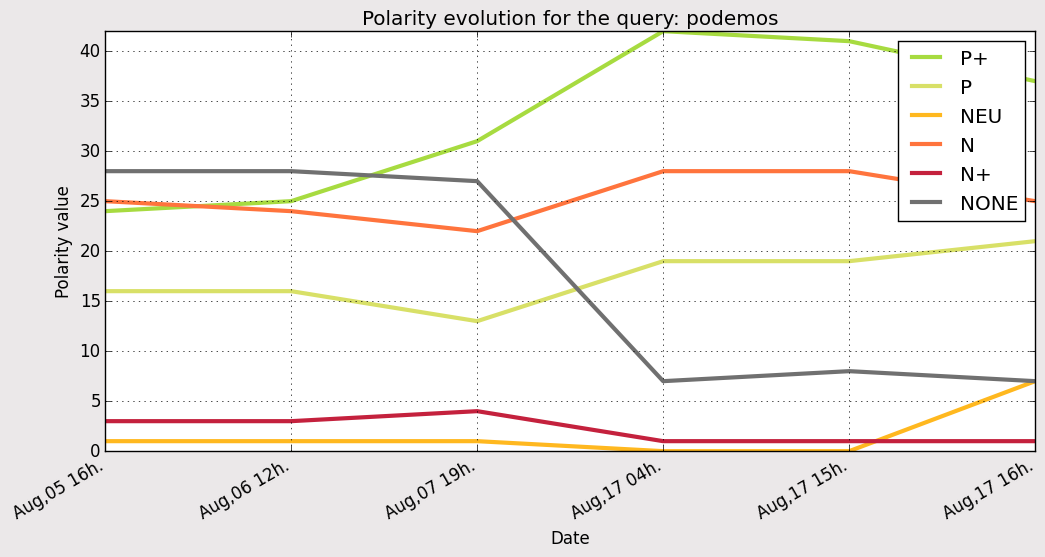 Polarity evolution for the query: podemos
40
35
30
25
20
15
10
5
0
Polarity value
P+
P
NEU
N
N+
NONE
Aug,05 16h.
Aug,06 12h.
Aug,07 19h.
Aug,17 04h.
Aug,17 15h.
Aug,17 16h.
Date